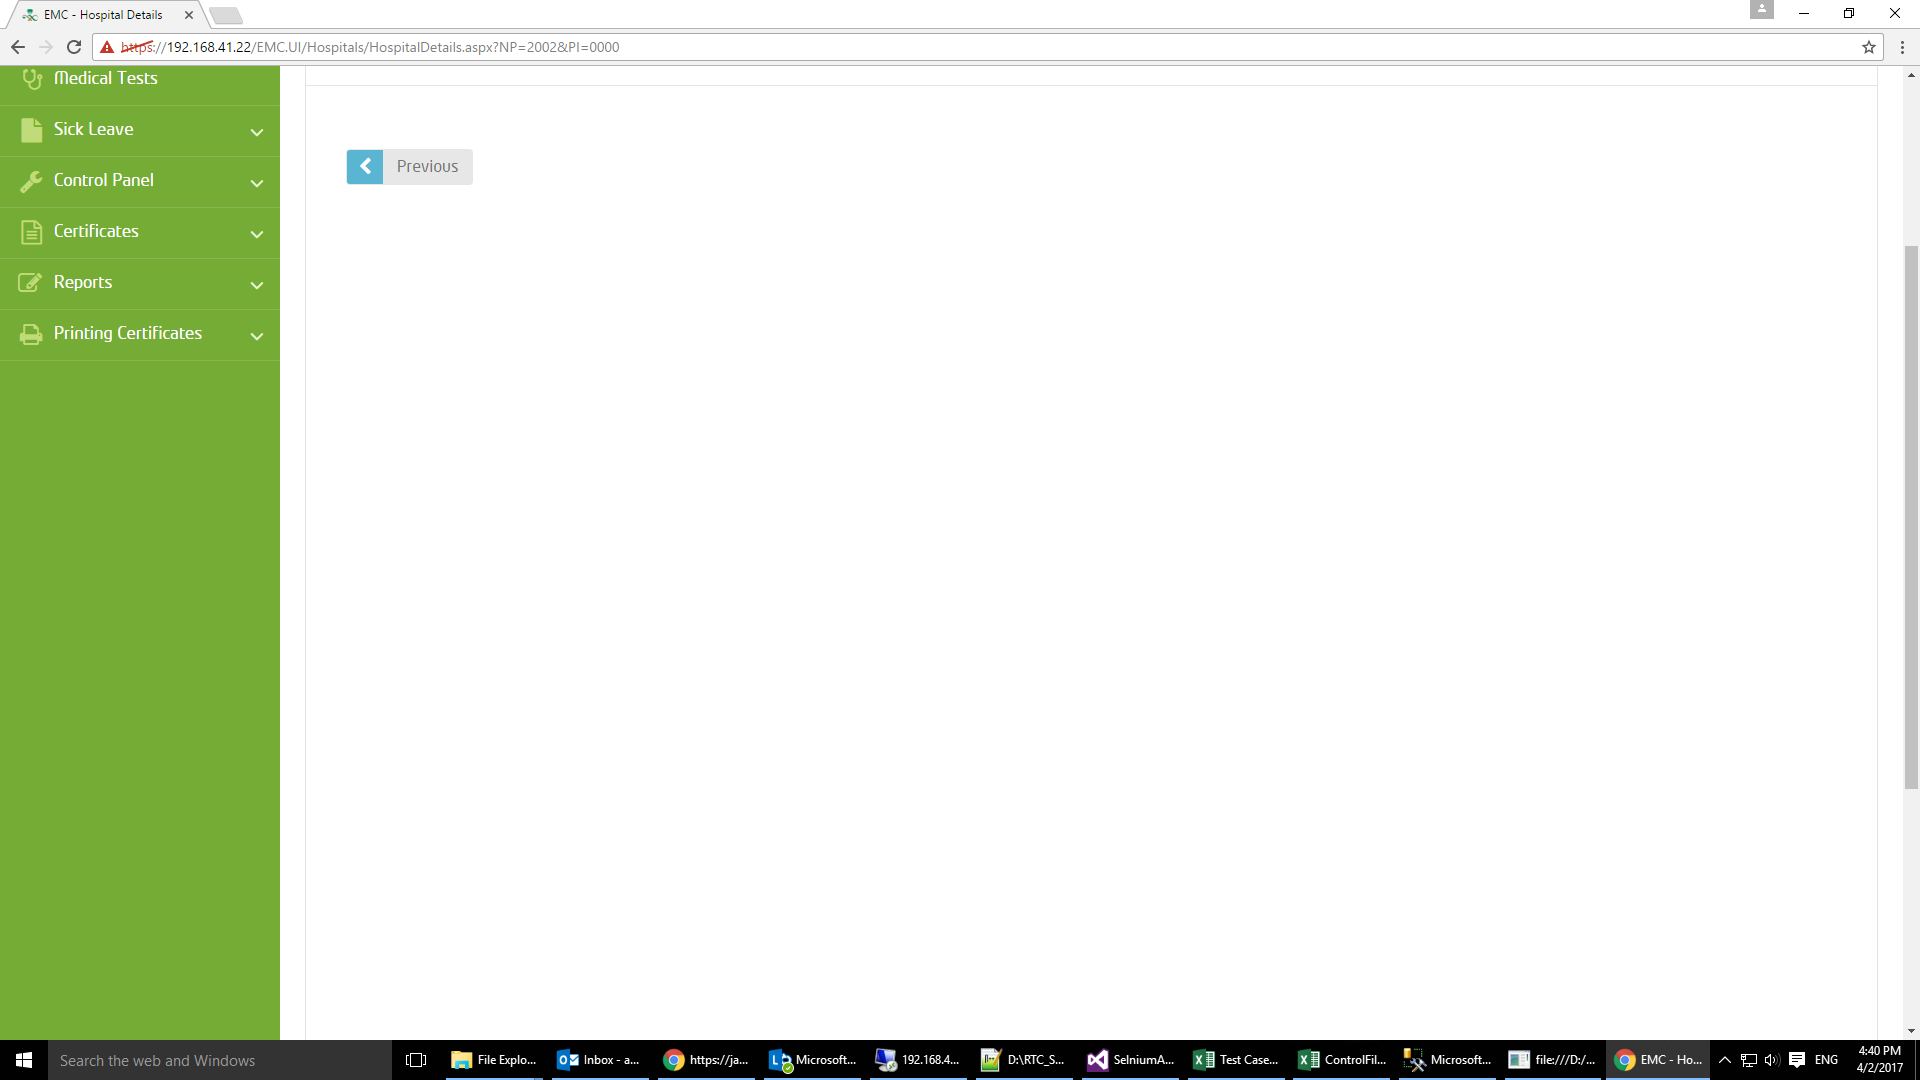 EMC - Hospital Details
https://192.168.41.22/EMC.UI/Hospitals/HospitalDetails.aspx?NP=2002&PI=0000
Medical Tests
Sick Leave
Control Panel
Certificates
Reports
Printing Certificates
Previous
Search the web and Windows
File Explo...
Inbox - a...
https://ja...
Microsoft...
192.168.4...
D:\RTC_S...
SelniumA...
Test Case...
ControlFil...
Microsoft...
file:///D:/...
EMC - Ho...
ENG
4:40 PM
4/2/2017